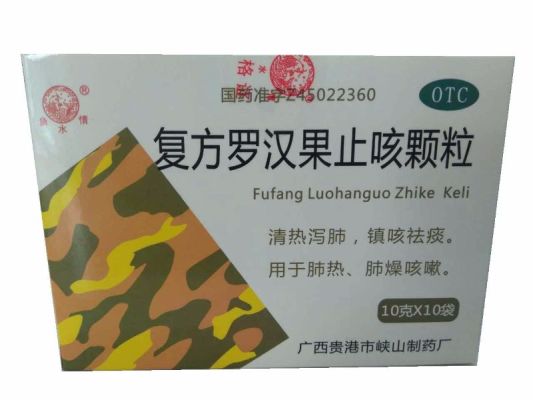 国药准字Z45022360
OTC
鱼水情®
复方罗汉果止咳颗粒
Fufang Luohanguo Zhike Keli
清热泻肺，镇咳祛痰。
用于肺热、肺燥咳嗽。
10克X10袋
广西贵港市峡山制药厂